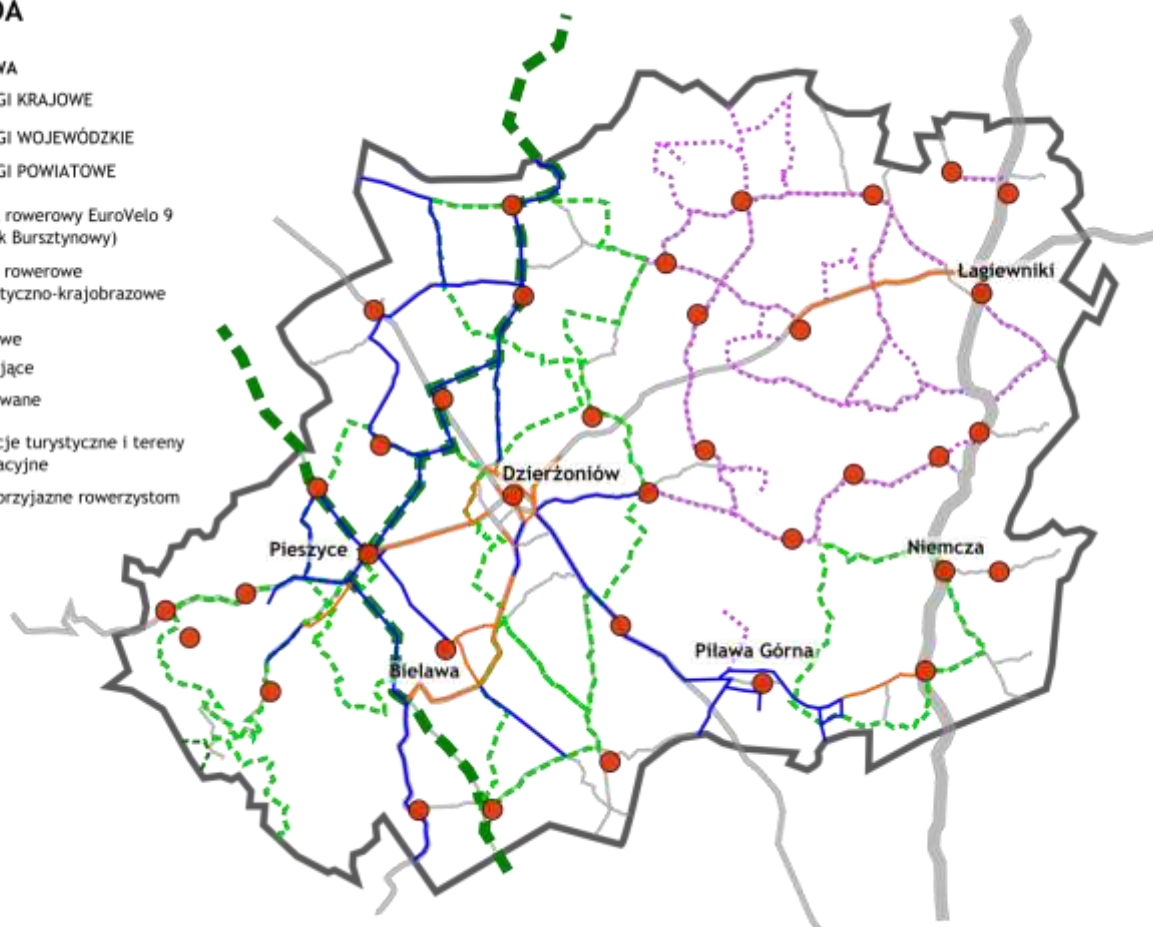 DA
WA
GI KRAJOWE
GI WOJEWÓDZKIE
GI POWIATOWE
rowerowy EuroVelo 9
k Bursztynowy)
rowerowe
tyczno-krajobrazowe
we
jące
wane
cje turystyczne i tereny
acyjne
przyjazne rowerzystom
Łagiewniki
Dzierżoniów
Pieszyce
Niemcza
Piława Górna
Bielawa